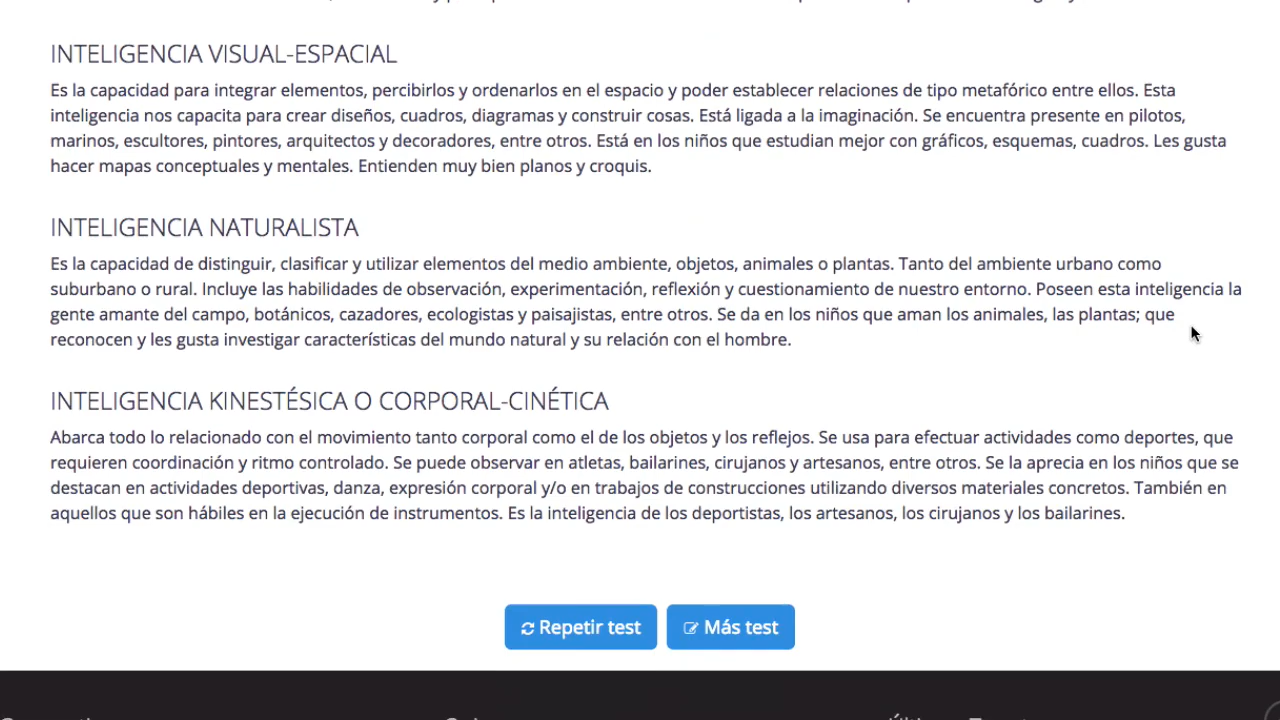 INTELIGENCIA VISUAL-ESPACIAL
Es la capacidad para integrar elementos, percibirlos y ordenarlos en el espacio y poder establecer relaciones de tipo metafórico entre ellos. Esta
inteligencia nos capacita para crear diseños, cuadros, diagramas y construir cosas. Está ligada a la imaginación. Se encuentra presente en pilotos,
marinos, escultores, pintores, arquitectos y decoradores, entre otros. Está en los niños que estudian mejor con gráficos, esquemas, cuadros. Les gusta
hacer mapas conceptuales y mentales. Entienden muy bien planos y croquis.
INTELIGENCIA NATURALISTA
Es la capacidad de distinguir, clasificar y utilizar elementos del medio ambiente, objetos, animales o plantas. Tanto del ambiente urbano como
suburbano o rural. Incluye las habilidades de observación, experimentación, reflexión y cuestionamiento de nuestro entorno. Poseen esta inteligencia la
gente amante del campo, botánicos, cazadores, ecologistas y paisajistas, entre otros. Se da en los niños que aman los animales, las plantas; que
reconocen y les gusta investigar características del mundo natural y su relación con el hombre.
INTELIGENCIA KINESTÉSICA O CORPORAL-CINÉTICA
Abarca todo lo relacionado con el movimiento tanto corporal como el de los objetos y los reflejos. Se usa para efectuar actividades como deportes, que
requieren coordinación y ritmo controlado. Se puede observar en atletas, bailarines, cirujanos y artesanos, entre otros. Se la aprecia en los niños que se
destacan en actividades deportivas, danza, expresión corporal y/o en trabajos de construcciones utilizando diversos materiales concretos. También en
aquellos que son hábiles en la ejecución de instrumentos. Es la inteligencia de los deportistas, los artesanos, los cirujanos y los bailarines.
Repetir test
Más test